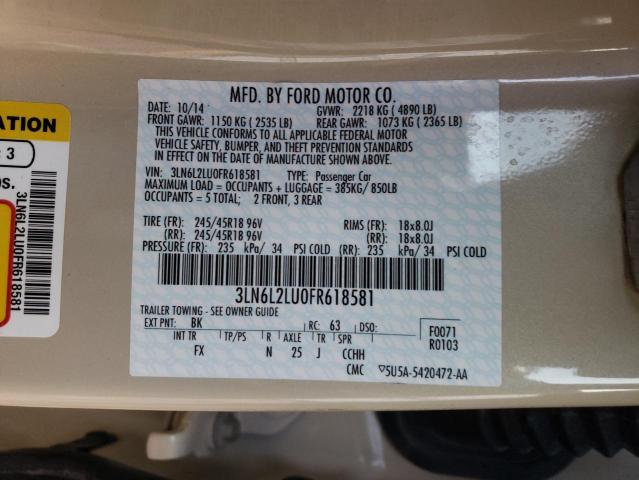 MFD. BY FORD MOTOR CO.
DATE: 10/14 GVWR: 2218 KG ( 4890 LB)
FRONT GAWR: 1150 KG ( 2535 LB) REAR GAWR: 1073 KG ( 2365 LB)
THIS VEHICLE CONFORMS TO ALL APPLICABLE FEDERAL MOTOR
VEHICLE SAFETY, BUMPER, AND THEFT PREVENTION STANDARDS
IN EFFECT ON THE DATE OF MANUFACTURE SHOWN ABOVE.
VIN: 3LN6L2LU0FR618581 TYPE: Passenger Car
MAXIMUM LOAD = OCCUPANTS + LUGGAGE = 385KG/ 850LB
OCCUPANTS = 5 TOTAL; 2 FRONT, 3 REAR
TIRE (FR): 245/45R18 96V RIMS (FR): 18x8.0J
(RR): 245/45R18 96V (RR): 18x8.0J
PRESSURE (FR): 235 kPa/ 34 PSI COLD (RR): 235 kPa/ 34 PSI COLD
3LN6L2LU0FR618581
TRAILER TOWING - SEE OWNER GUIDE
EXT PNT: BK RC: 63 DSO: F0071
R0103
INT TR TP/PS R AXLE TR SPR
FX N 25 J CCHH
CMC ▽5U5A-5420472-AA
ATION
: 3
OS.
3LN6L2LU0FR618581